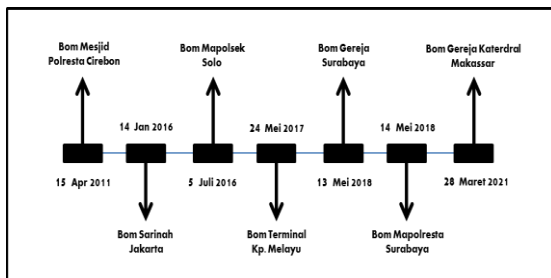 Bom Mesjid
Polresta Cirebon
Bom Mapolsek
Solo
Bom Gereja
Surabaya
Bom Gereja Katerdral
Makassar
14 Jan 2016
24 Mei 2017
14 Mei 2018
15 Apr 2011
5 Juli 2016
13 Mei 2018
28 Maret 2021
Bom Sarinah
Jakarta
Bom Terminal
Kp. Melayu
Bom Mapolresta
Surabaya